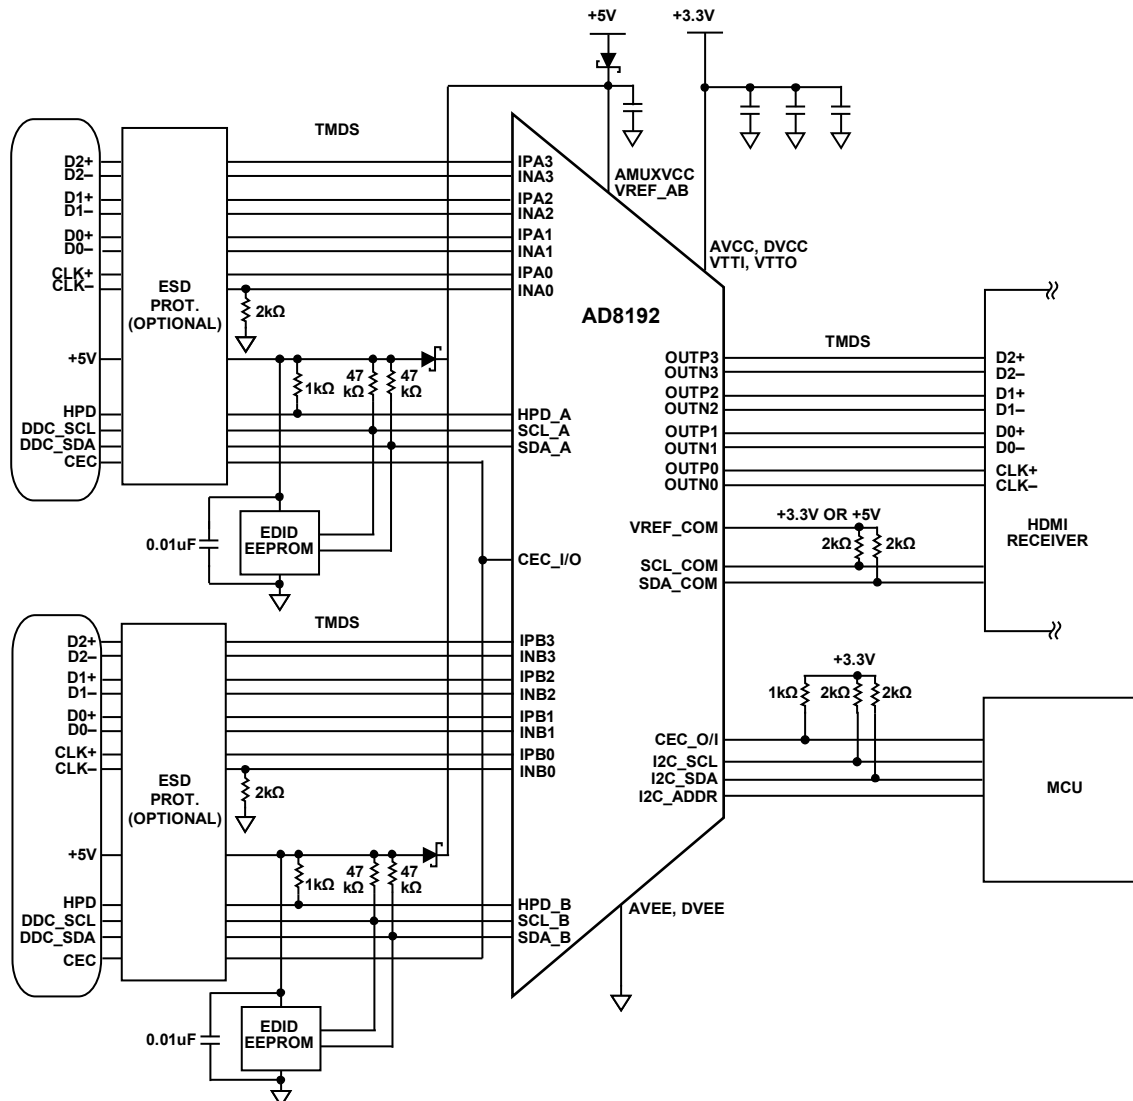 +5V
+3.3V
TMDS
D2+
D2–
D1+
D1–
D0+
D0–
CLK+
CLK–
+5V
HPD
DDC_SCL
DDC_SDA
CEC
ESD
PROT.
(OPTIONAL)
2kΩ
1kΩ
47
kΩ
47
kΩ
0.01uF
EDID
EEPROM
IPA3
INA3
IPA2
INA2
IPA1
INA1
IPA0
INA0
HPD_A
SCL_A
SDA_A
CEC_I/O
AMUXVCC
VREF_AB
AVCC, DVCC
VTTI, VTTO
AD8192
OUTP3
OUTN3
OUTP2
OUTN2
OUTP1
OUTN1
OUTP0
OUTN0
VREF_COM
SCL_COM
SDA_COM
TMDS
+3.3V OR +5V
2kΩ
2kΩ
D2+
D2–
D1+
D1–
D0+
D0–
CLK+
CLK–
HDMI
RECEIVER
TMDS
D2+
D2–
D1+
D1–
D0+
D0–
CLK+
CLK–
+5V
HPD
DDC_SCL
DDC_SDA
CEC
ESD
PROT.
(OPTIONAL)
2kΩ
1kΩ
47
kΩ
47
kΩ
0.01uF
EDID
EEPROM
IPB3
INB3
IPB2
INB2
IPB1
INB1
IPB0
INB0
HPD_B
SCL_B
SDA_B
+3.3V
1kΩ
2kΩ
2kΩ
CEC_O/I
I2C_SCL
I2C_SDA
I2C_ADDR
MCU
AVEE, DVEE